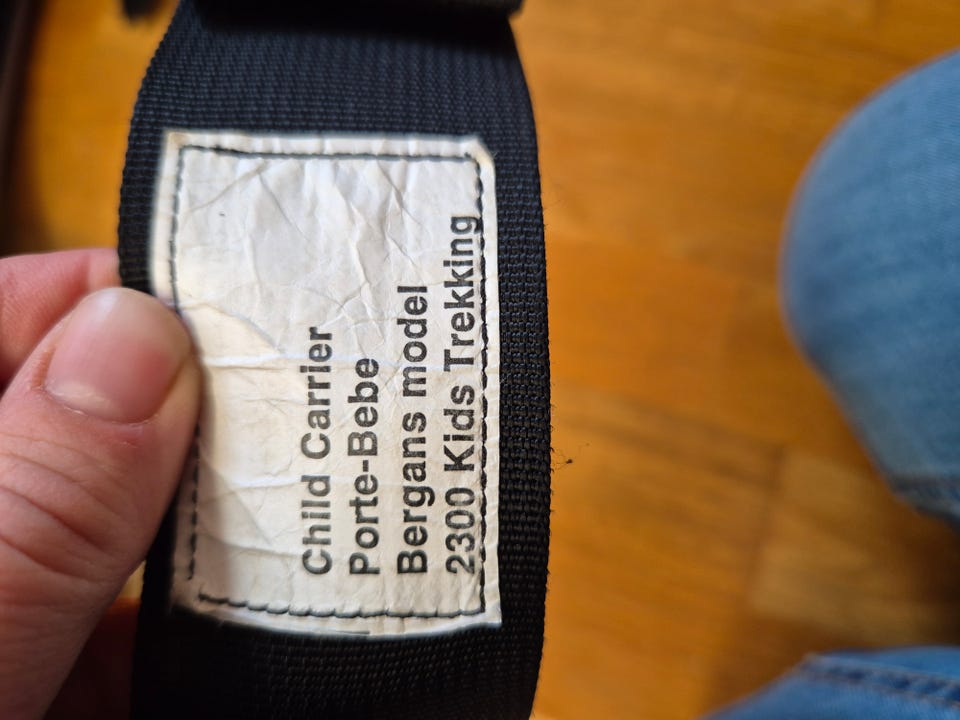 Child Carrier
Porte-Bebe
Bergans model
2300 Kids Trekking